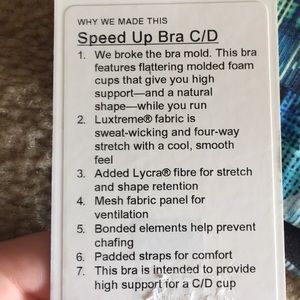 WHY WE MADE THIS
Speed Up Bra C/D
1. We broke the bra mold. This bra
features flattering molded foam
cups that give you high
support—and a natural
shape—while you run
2. Luxtreme® fabric is
sweat-wicking and four-way
stretch with a cool, smooth
feel
3. Added Lycra® fibre for stretch
and shape retention
4. Mesh fabric panel for
ventilation
5. Bonded elements help prevent
chafing
6. Padded straps for comfort
7. This bra is intended to provide
high support for a C/D cup